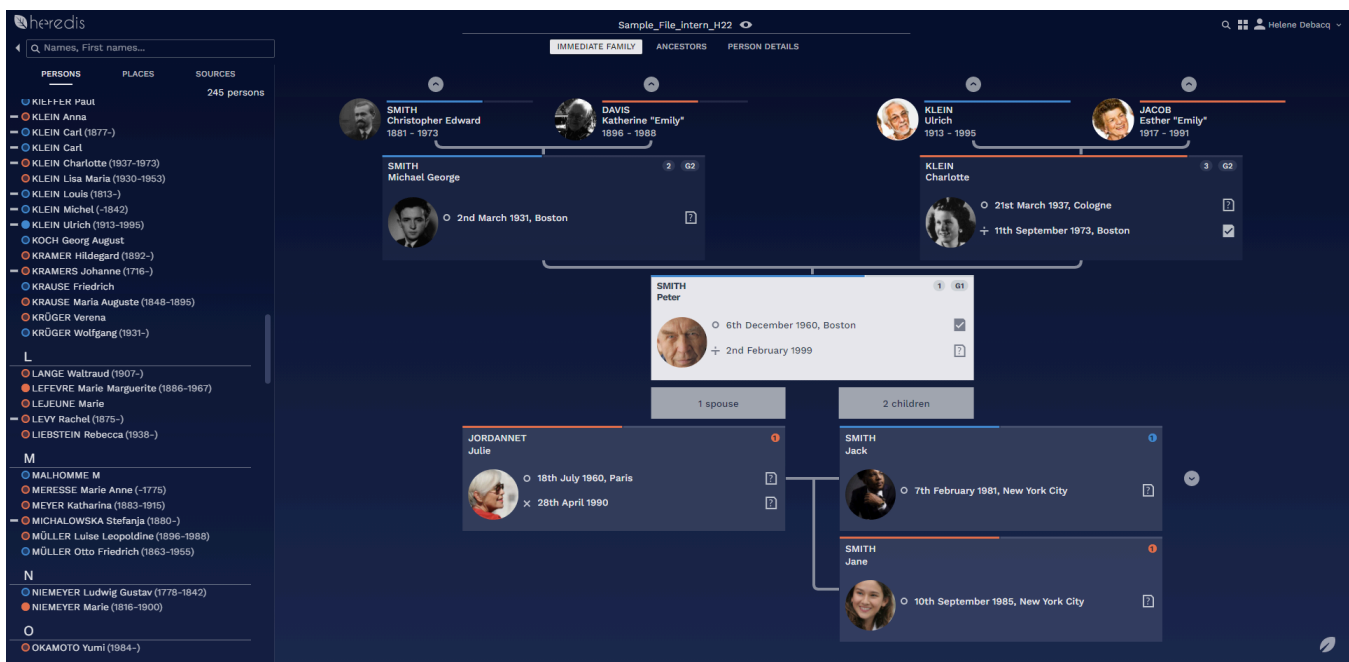 heredis
Sample_File_intern_H22
Helene Debacq
Names, First names...
IMMEDIATE FAMILY
ANCESTORS
PERSON DETAILS
PERSONS
PLACES
SOURCES
245 persons
KIEFFER Paul
KLEIN Anna
KLEIN Carl (1877-)
KLEIN Carl
KLEIN Charlotte (1937-1973)
KLEIN Lisa Maria (1930-1953)
KLEIN Louis (1813-)
KLEIN Michel (-1842)
KLEIN Ulrich (1913-1995)
KOCH Georg August
KRAMER Hildegard (1892-)
KRAMERS Johanne (1716-)
KRAUSE Friedrich
KRAUSE Maria Auguste (1848-1895)
KRÜGER Verena
KRÜGER Wolfgang (1931-)
L
LANGE Waltraud (1907-)
LEFEVRE Marie Marguerite (1886-1967)
LEJEUNE Marie
LEVY Rachel (1875-)
LIEBSTEIN Rebecca (1938-)
M
MALHOMME M
MERESSE Marie Anne (-1775)
MEYER Katharina (1883-1915)
MICHALOWSKA Stefanja (1880-)
MÜLLER Luise Leopoldine (1896-1988)
MÜLLER Otto Friedrich (1863-1955)
N
NIEMEYER Ludwig Gustav (1778-1842)
NIEMEYER Marie (1816-1900)
O
OKAMOTO Yumi (1984-)
SMITH
Christopher Edward
1881 - 1973
DAVIS
Katherine "Emily"
1896 - 1988
KLEIN
Ulrich
1913 - 1995
JACOB
Esther "Emily"
1917 - 1991
SMITH
2 G2
Michael George
2nd March 1931, Boston
?
KLEIN
3 G2
Charlotte
21st March 1937, Cologne
?
11th September 1973, Boston
SMITH
1 G1
Peter
6th December 1960, Boston
2nd February 1999
?
1 spouse
2 children
JORDANNET
1
Julie
18th July 1960, Paris
?
28th April 1990
?
SMITH
1
Jack
7th February 1981, New York City
?
SMITH
1
Jane
10th September 1985, New York City
?